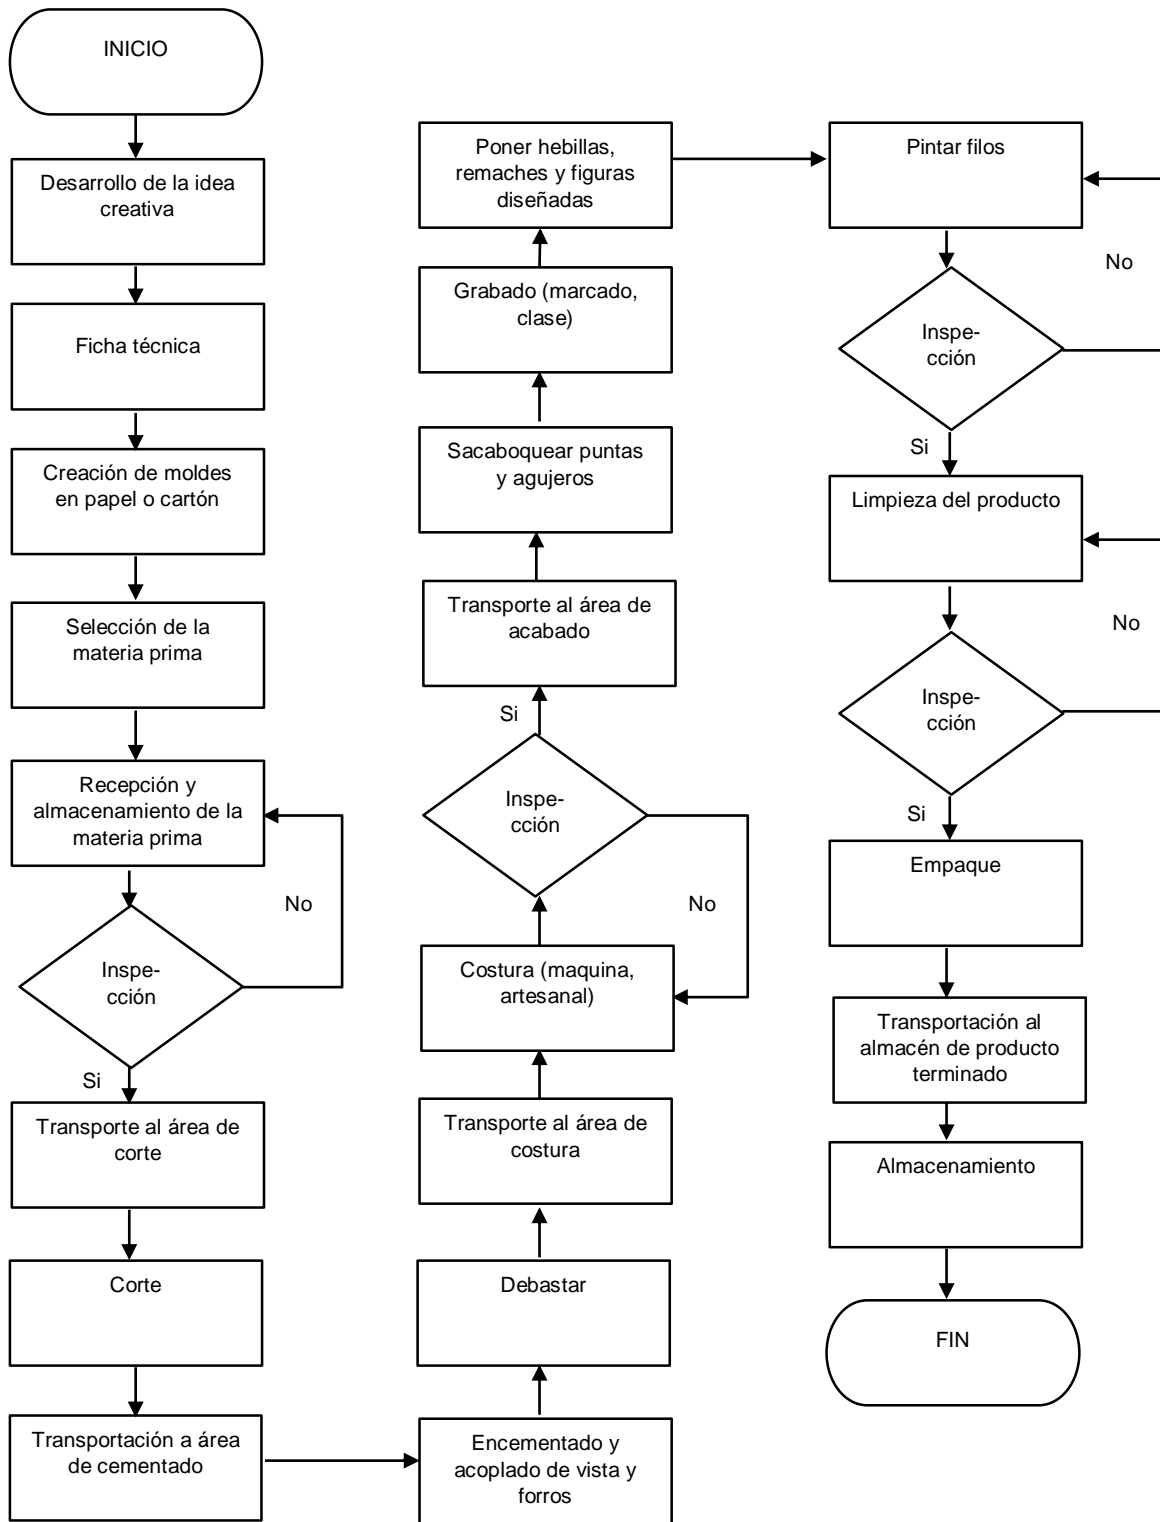 INICIO
Desarrollo de la idea
creativa
Ficha técnica
Creación de moldes
en papel o cartón
Selección de la
materia prima
Recepción y
almacenamiento de la
materia prima
No
Inspe-
cción
Si
Transporte al área de
corte
Corte
Transportación a área
de cementado
Encementado y
acoplado de vista y
forros
Debastar
Transporte al área de
costura
Costura (maquina,
artesanal)
No
Inspe-
cción
Si
Transporte al área de
acabado
Sacaboquear puntas
y agujeros
Grabado (marcado,
clase)
Poner hebillas,
remaches y figuras
diseñadas
Pintar filos
No
Inspe-
cción
Si
Limpieza del producto
No
Inspe-
cción
Si
Empaque
Transportación al
almacén de producto
terminado
Almacenamiento
FIN